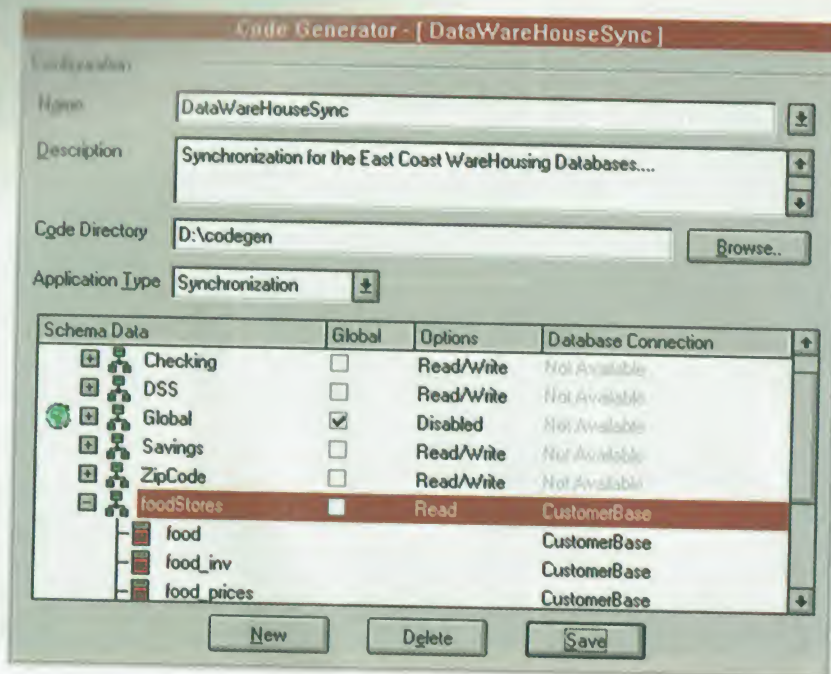 Code Generator - [ DataWareHouseSync ]
Configuration
Name DataWareHouseSync
Description Synchronization for the East Coast WareHousing Databases....
Code Directory D:\codegen Browse..
Application Type Synchronization
Schema Data Global Options Database Connection
Checking Read/Write Not Available
DSS Read/Write Not Available
Global Disabled Not Available
Savings Read/Write Not Available
ZipCode Read/Write Not Available
foodStores Read CustomerBase
food CustomerBase
food_inv CustomerBase
food_prices CustomerBase
New Delete Save